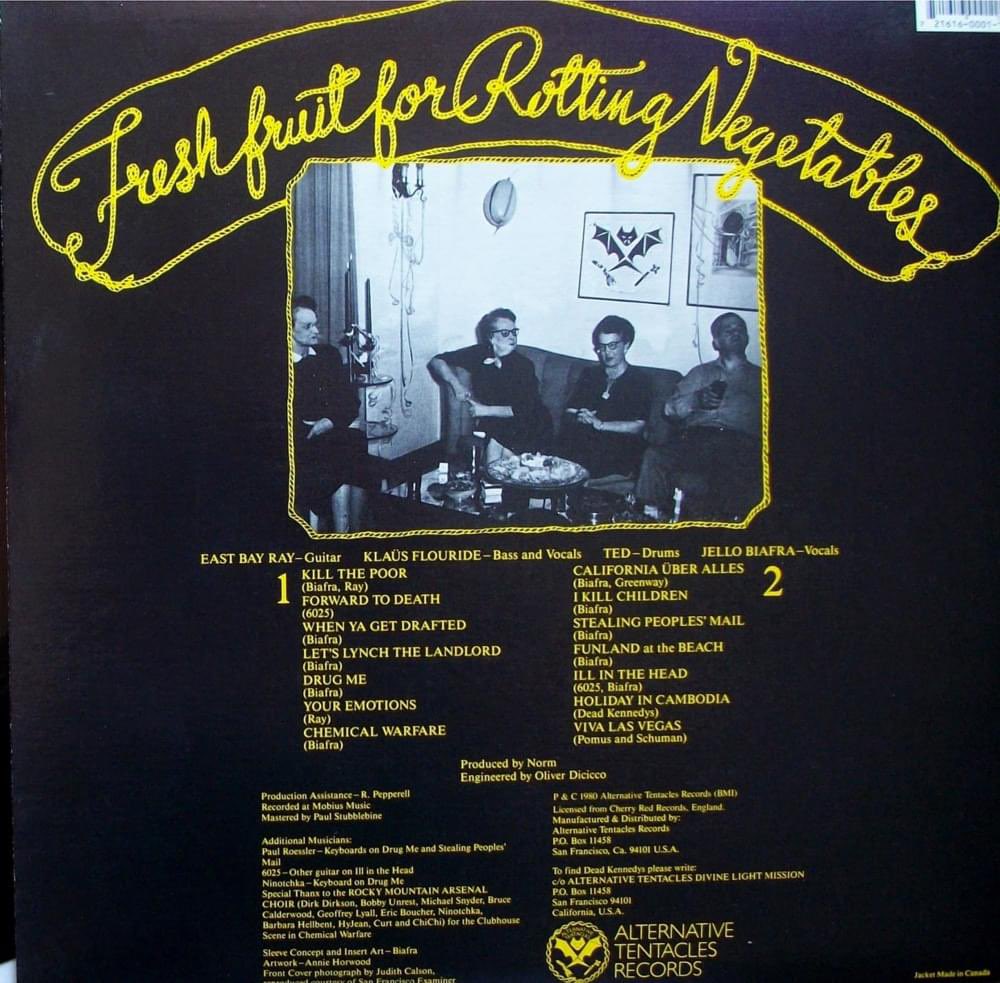 21616-0001-
Fresh fruit for Rotting Vegetables
EAST BAY RAY–Guitar KLAÜS FLOURIDE–Bass and Vocals TED–Drums JELLO BIAFRA–Vocals
1
KILL THE POOR
(Biafra, Ray)
FORWARD TO DEATH
(6025)
WHEN YA GET DRAFTED
(Biafra)
LET'S LYNCH THE LANDLORD
(Biafra)
DRUG ME
(Biafra)
YOUR EMOTIONS
(Ray)
CHEMICAL WARFARE
(Biafra)
2
CALIFORNIA ÜBER ALLES
(Biafra, Greenway)
I KILL CHILDREN
(Biafra)
STEALING PEOPLES' MAIL
(Biafra)
FUNLAND at the BEACH
(Biafra)
ILL IN THE HEAD
(6025, Biafra)
HOLIDAY IN CAMBODIA
(Dead Kennedys)
VIVA LAS VEGAS
(Pomus and Schuman)
Produced by Norm
Engineered by Oliver Dicicco
Production Assistance–R. Pepperell
Recorded at Mobius Music
Mastered by Paul Stubblebine
Additional Musicians:
Paul Roessler–Keyboards on Drug Me and Stealing Peoples'
Mail
6025–Other guitar on Ill in the Head
Ninotchka–Keyboard on Drug Me
Special Thanx to the ROCKY MOUNTAIN ARSENAL
CHOIR (Dirk Dirkson, Bobby Unrest, Michael Snyder, Bruce
Calderwood, Geoffrey Lyall, Eric Boucher, Ninotchka,
Barbara Hellbent, HyJean, Curt and ChiChi) for the Clubhouse
Scene in Chemical Warfare
Sleeve Concept and Insert Art–Biafra
Artwork–Annie Horwood
Front Cover photograph by Judith Calson,
reproduced courtesy of San Francisco Examiner
P & C 1980 Alternative Tentacles Records (BMI)
Licensed from Cherry Red Records, England.
Manufactured & Distributed by:
Alternative Tentacles Records
P.O. Box 11458
San Francisco, Ca. 94101 U.S.A.
To find Dead Kennedys please write:
c/o ALTERNATIVE TENTACLES DIVINE LIGHT MISSION
P.O. Box 11458
San Francisco 94101
California, U.S.A.
ALTERNATIVE
TENTACLES
RECORDS
Jacket Made in Canada